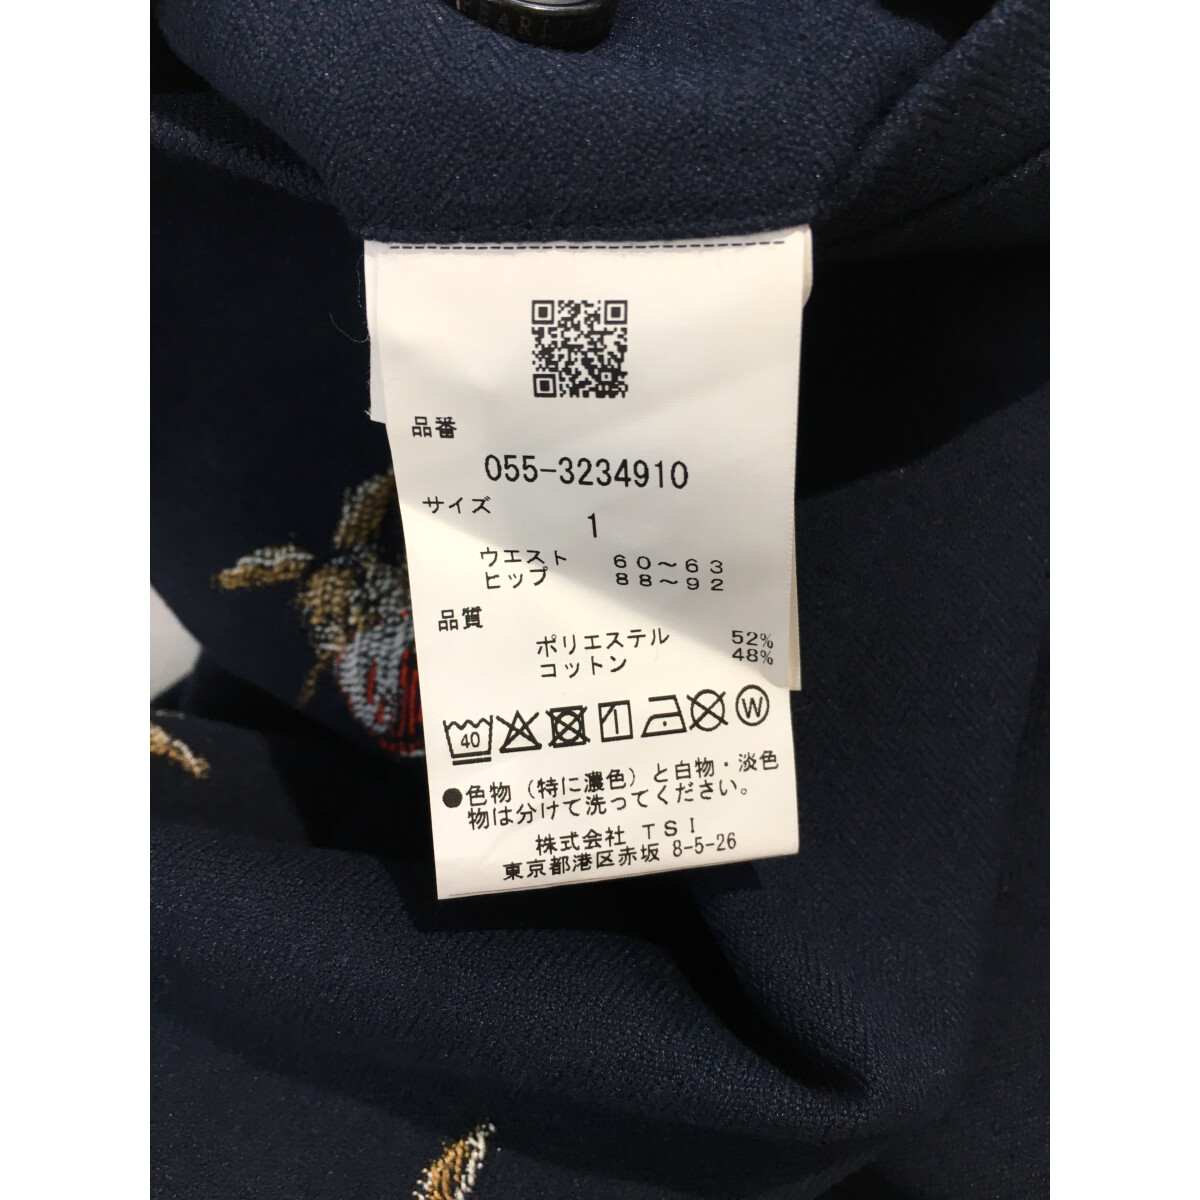 PEARLY
品番
055-3234910
サイズ
1
ウエスト 60～63
ヒップ 88～92
品質
ポリエステル 52%
コットン 48%
40 W
●色物（特に濃色）と白物・淡色
物は分けて洗ってください。
株式会社 TSI
東京都港区赤坂 8-5-26